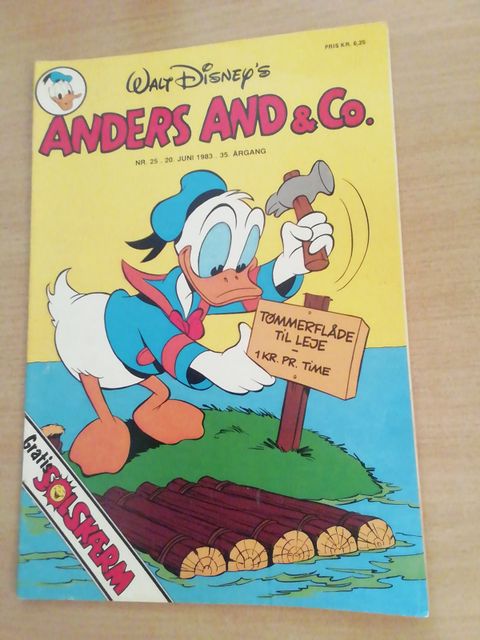 PRIS KR. 6,25
WALT DISNEY'S
ANDERS AND & Co.
NR. 25 . 20. JUNI 1983 . 35. ÅRGANG
TØMMERFLÅDE
TIL LEJE
-
1 KR. PR. TIME
Gratis
SOLSKÆRM